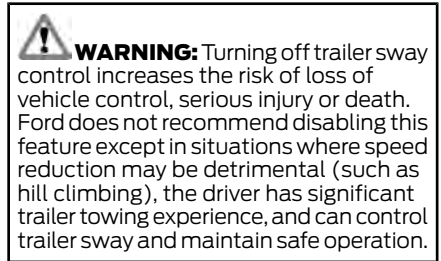 WARNING: Turning off trailer sway
control increases the risk of loss of
vehicle control, serious injury or death.
Ford does not recommend disabling this
feature except in situations where speed
reduction may be detrimental (such as
hill climbing), the driver has significant
trailer towing experience, and can control
trailer sway and maintain safe operation.